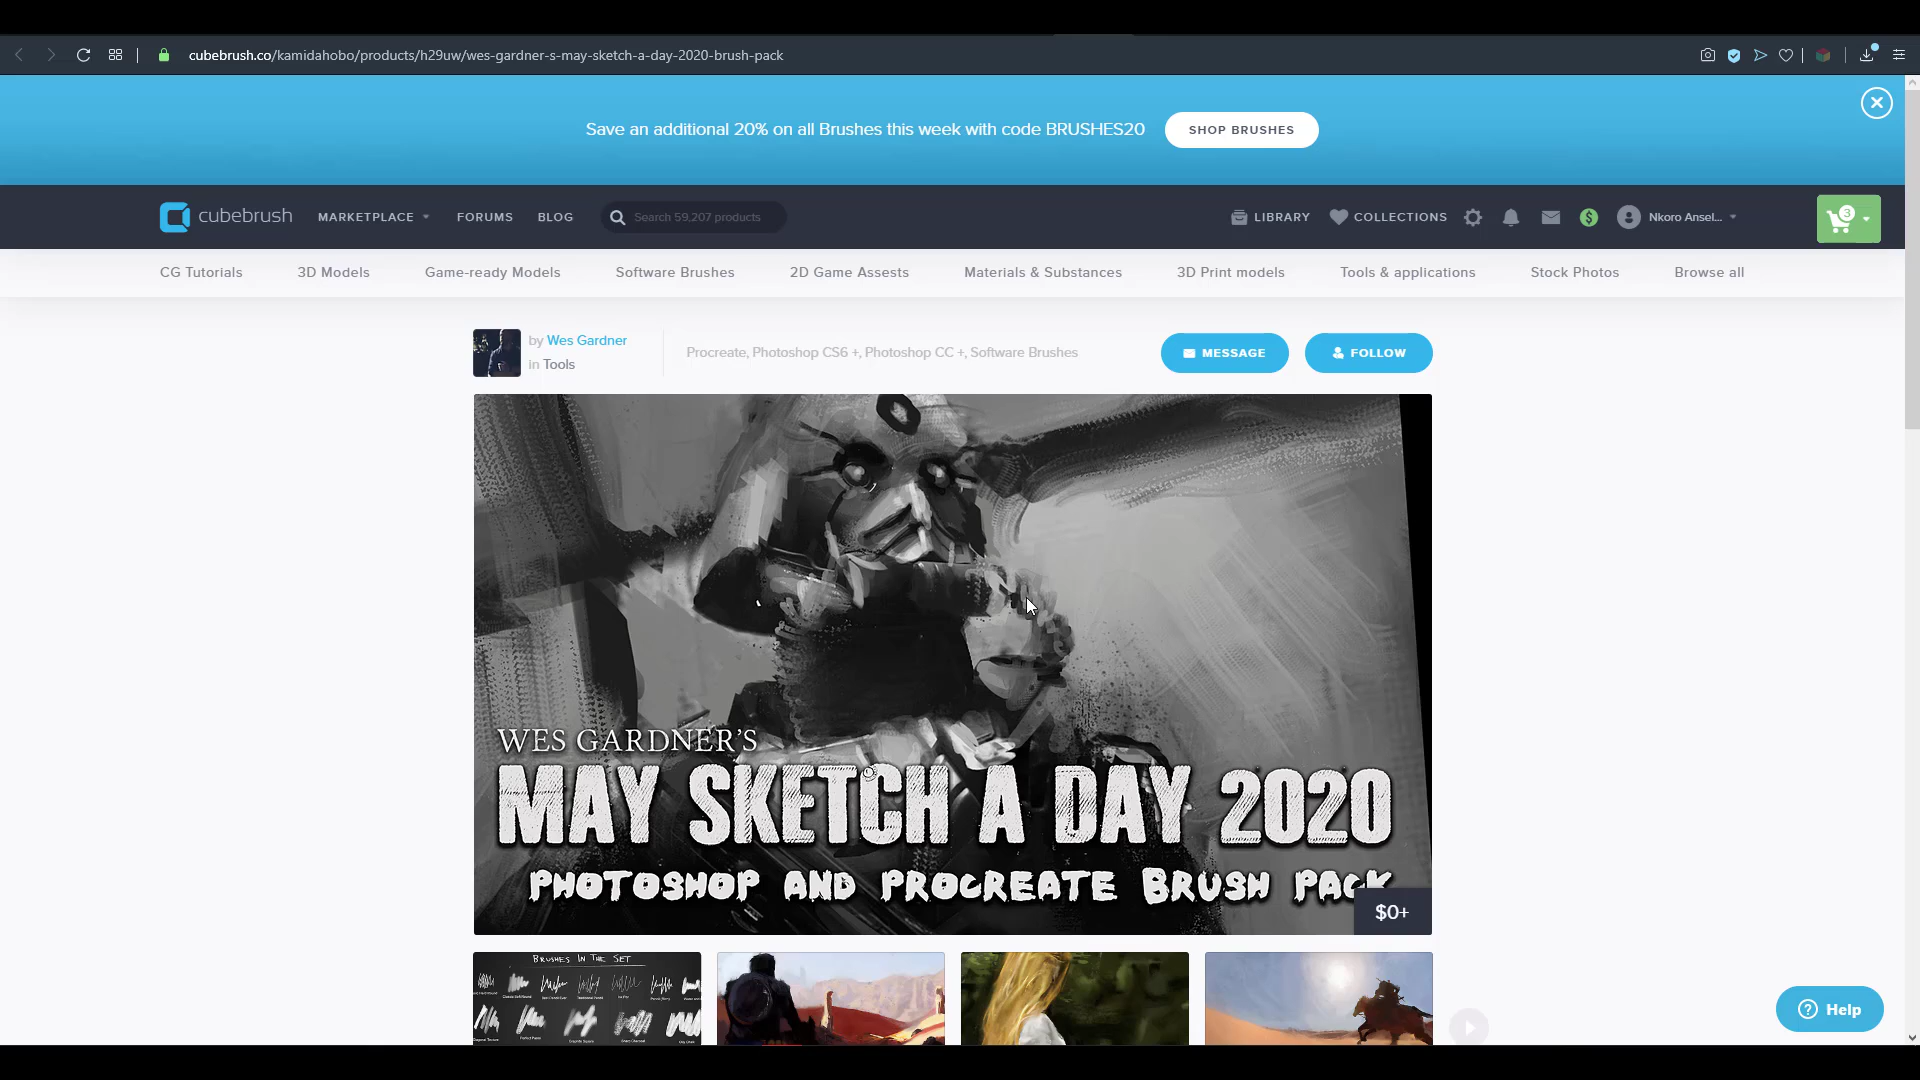 cubebrush.co/kamidahobo/products/h29uw/wes-gardner-s-may-sketch-a-day-2020-brush-pack
Save an additional 20% on all Brushes this week with code BRUSHES20
SHOP BRUSHES
cubebrush
MARKETPLACE
FORUMS
BLOG
Search 59,207 products
LIBRARY
COLLECTIONS
Nkoro Ansel...
3
CG Tutorials
3D Models
Game-ready Models
Software Brushes
2D Game Assests
Materials & Substances
3D Print models
Tools & applications
Stock Photos
Browse all
by Wes Gardner
in Tools
Procreate, Photoshop CS6 +, Photoshop CC +, Software Brushes
MESSAGE
FOLLOW
WES GARDNER'S
MAY SKETCH A DAY 2020
PHOTOSHOP AND PROCREATE BRUSH PACK
$0+
BRUSHES IN THE SET
Help